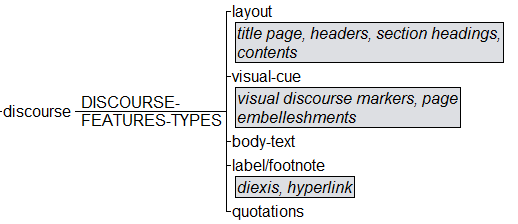 layout
title page, headers, section headings,
contents
visual-cue
visual discourse markers, page
embelleshments
discourse
DISCOURSE-
FEATURES-TYPES
body-text
label/footnote
diexis, hyperlink
quotations